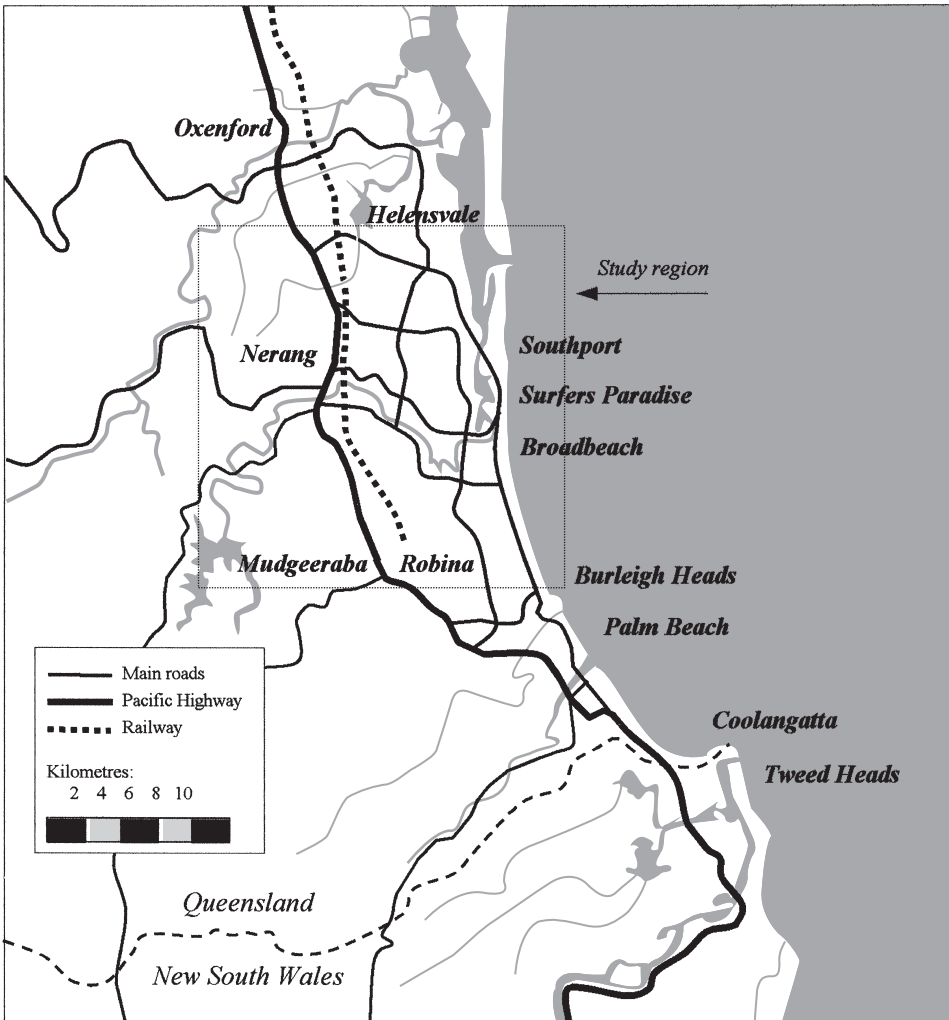 Oxenford
Helensvale
Study region
Nerang
Southport
Surfers Paradise
Broadbeach
Mudgeeraba
Robina
Burleigh Heads
Palm Beach
Main roads
Pacific Highway
Railway
Coolangatta
Tweed Heads
Kilometres:
2 4 6 8 10
Queensland
New South Wales